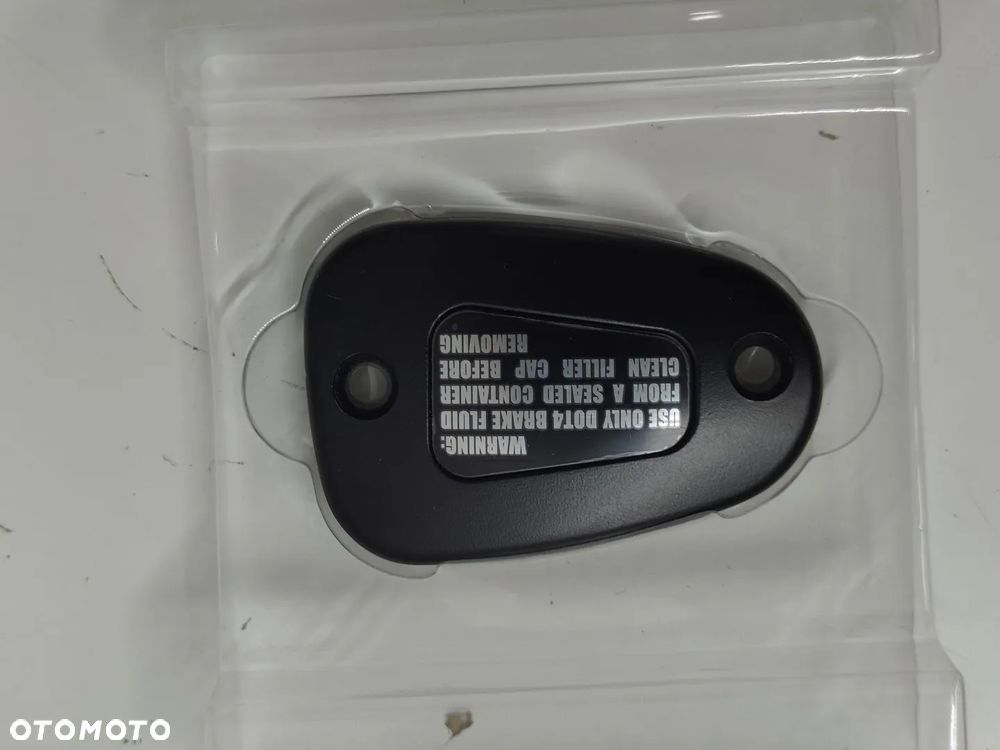 WARNING:
USE ONLY DOT4 BRAKE FLUID
FROM A SEALED CONTAINER
CLEAN FILLER CAP BEFORE
REMOVING
OTOMOTO